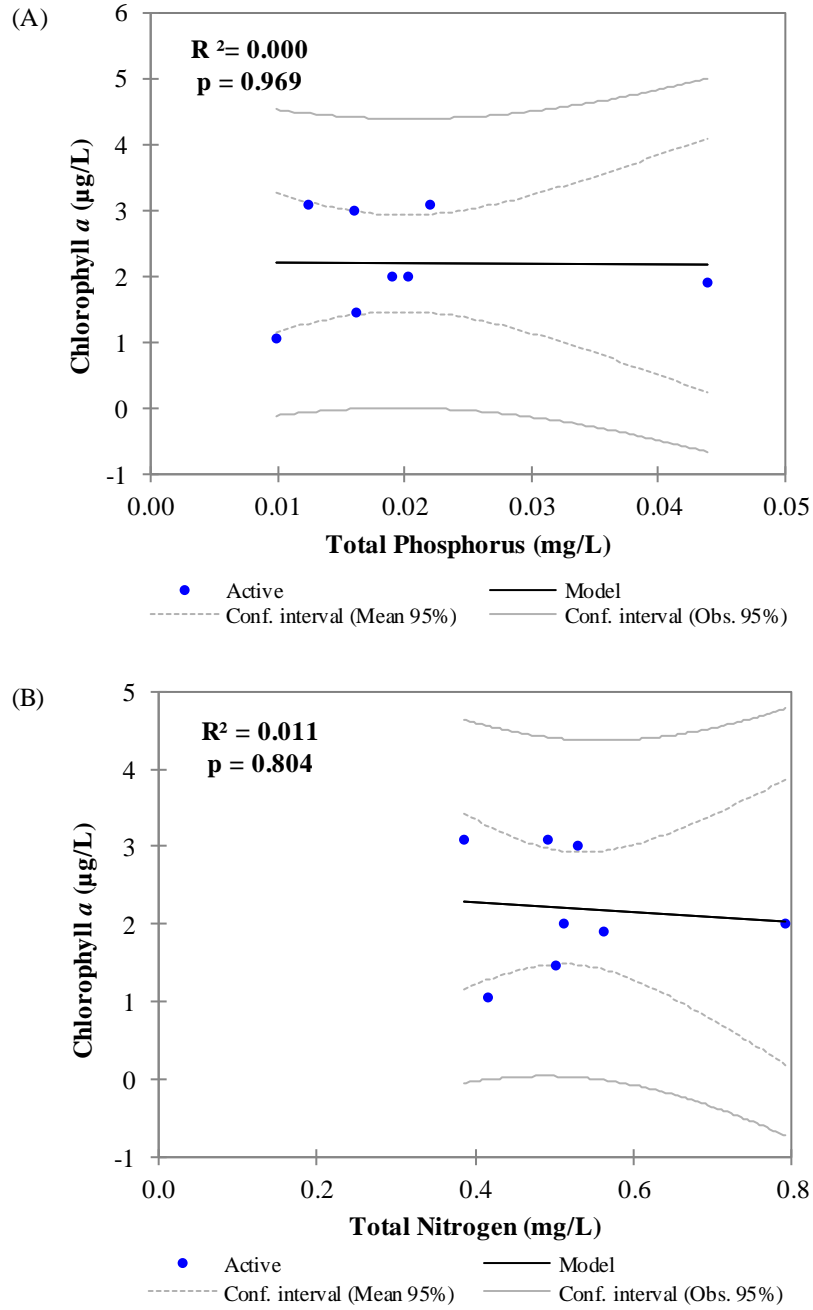 (A)
R ²= 0.000
p = 0.969
Chlorophyll a (µg/L)
6
5
4
3
2
1
0
-1
0.00 0.01 0.02 0.03 0.04 0.05
Total Phosphorus (mg/L)
Active Model
Conf. interval (Mean 95%) Conf. interval (Obs. 95%)
(B)
R² = 0.011
p = 0.804
Chlorophyll a (µg/L)
5
4
3
2
1
0
-1
0.0 0.2 0.4 0.6 0.8
Total Nitrogen (mg/L)
Active Model
Conf. interval (Mean 95%) Conf. interval (Obs. 95%)